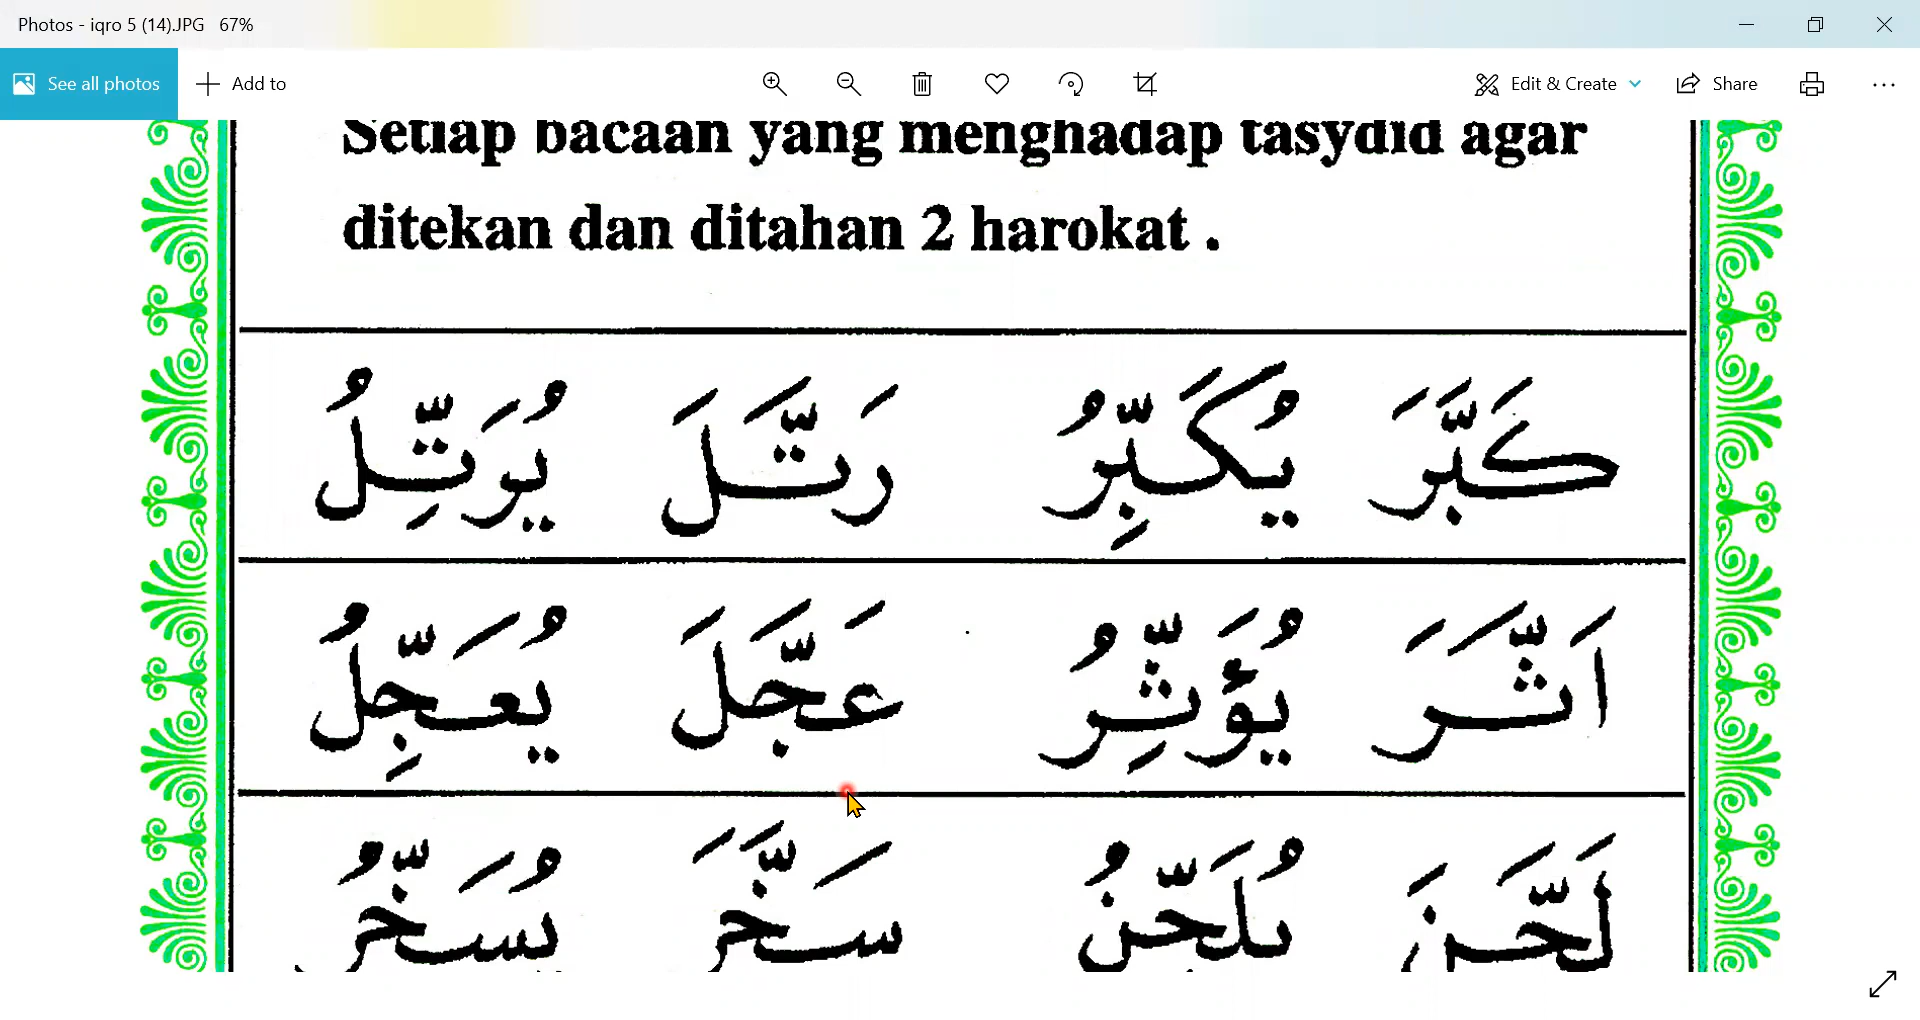 Photos - iqro 5 (14).JPG 67%
See all photos
Add to
Edit & Create
Share
Setiap bacaan yang menghadap tasydid agar
ditekan dan ditahan 2 harokat .
كَبَّرَ يُكَبِّرُ رَتَّلَ يُوَتِّلُ
اَثَّرَ يُؤَثِّرُ عَجَّلَ يُعَجِّلُ
لَحَّنَ يُلَحِّنُ سَخَّرَ يُسَخِّرُ